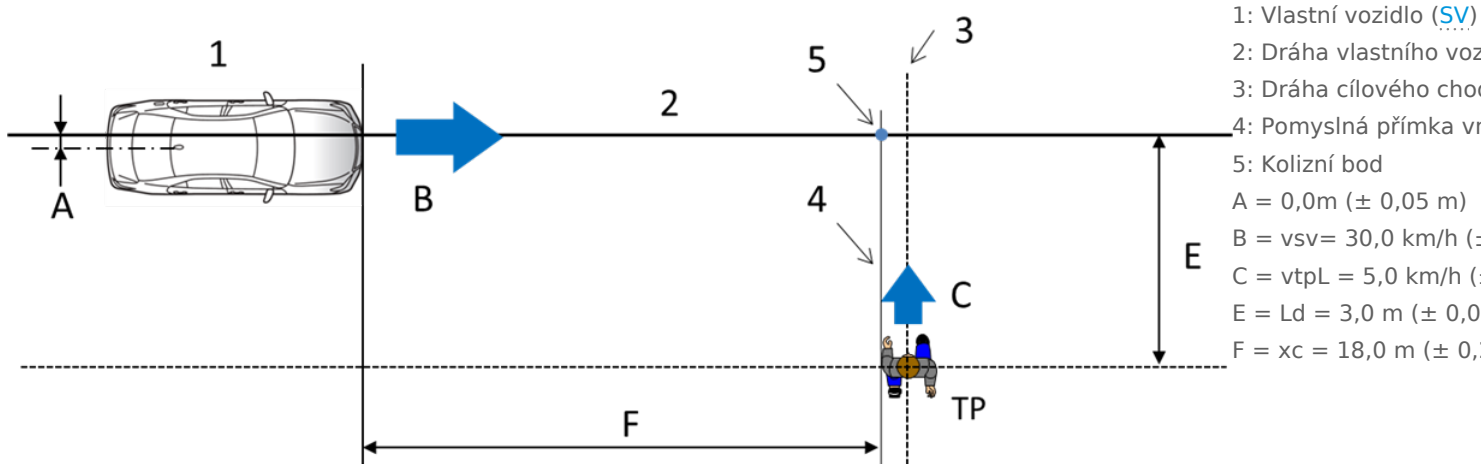 1
2
3
4
5
A
B
C
E
F
TP
1: Vlastní vozidlo (SV)
2: Dráha vlastního voz
3: Dráha cílového choc
4: Pomyslná přímka vn
5: Kolizní bod
A = 0,0m (± 0,05 m)
B = vsv= 30,0 km/h (±
C = vtpL = 5,0 km/h (±
E = Ld = 3,0 m (± 0,0
F = xc = 18,0 m (± 0,